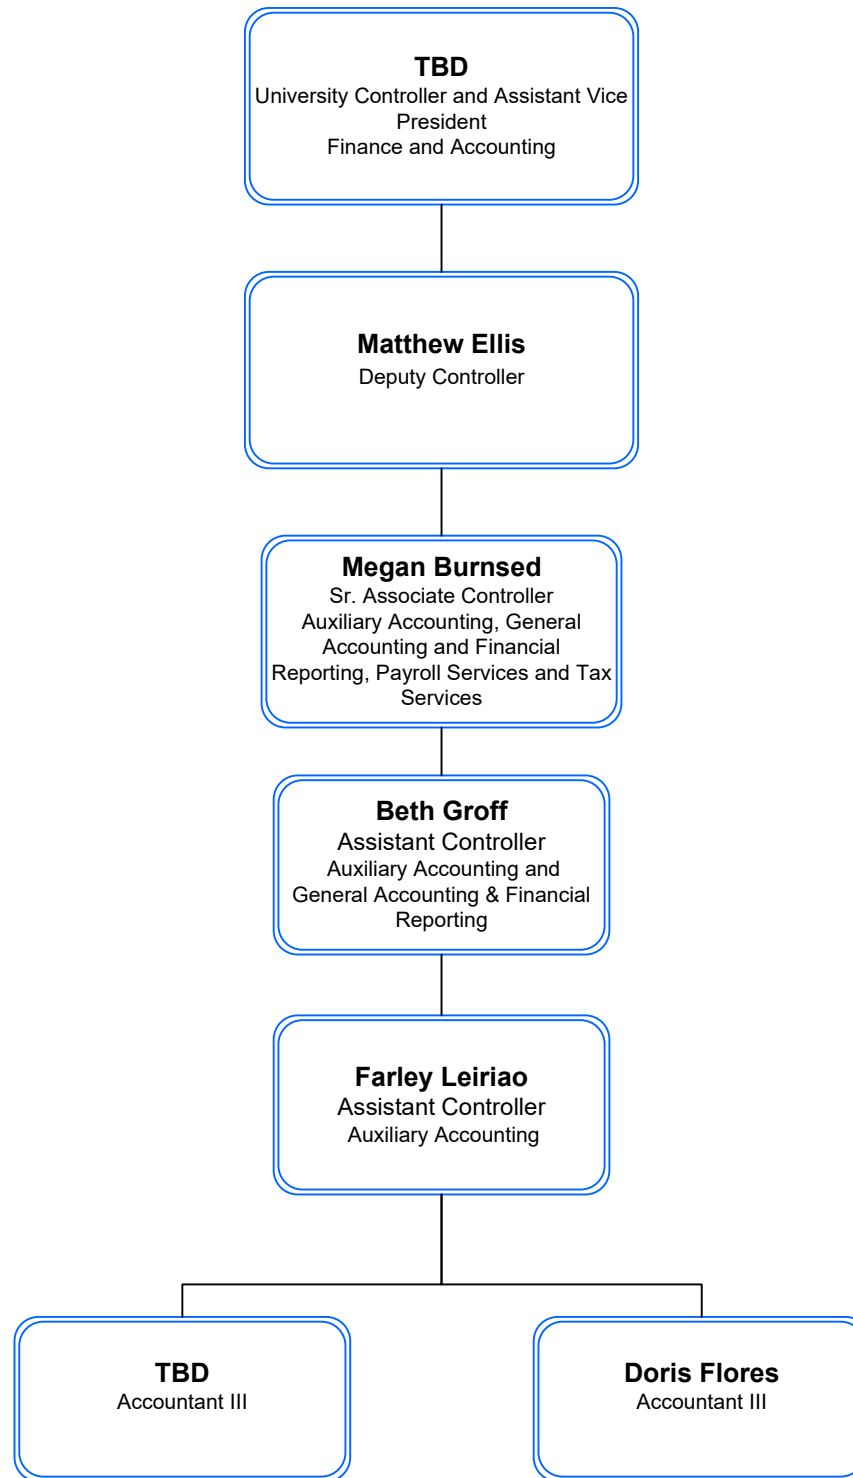 TBD
University Controller and Assistant Vice
President
Finance and Accounting
Matthew Ellis
Deputy Controller
Megan Burnsed
Sr. Associate Controller
Auxiliary Accounting, General
Accounting and Financial
Reporting, Payroll Services and Tax
Services
Beth Groff
Assistant Controller
Auxiliary Accounting and
General Accounting & Financial
Reporting
Farley Leiriao
Assistant Controller
Auxiliary Accounting
TBD
Accountant III
Doris Flores
Accountant III